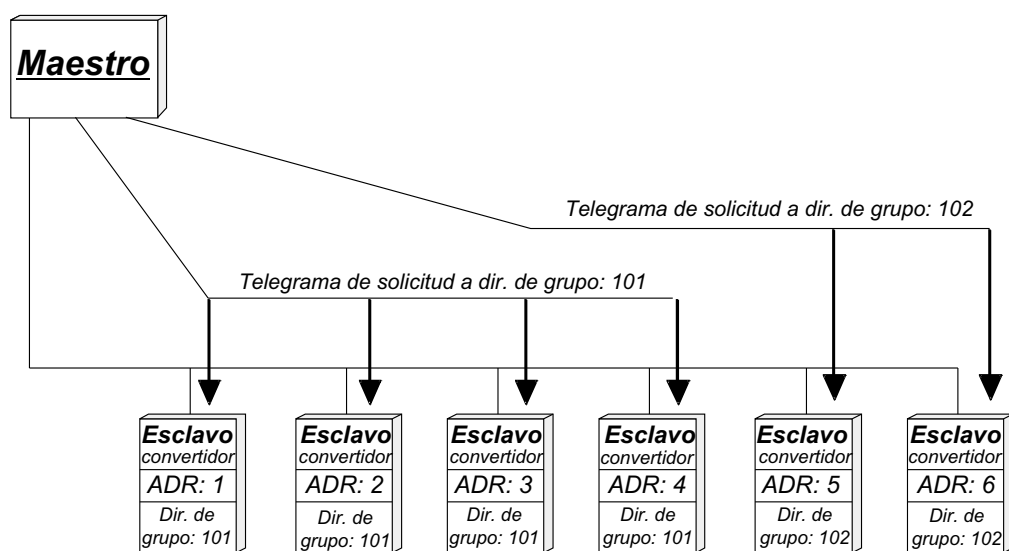 Maestro
Telegrama de solicitud a dir. de grupo: 102
Telegrama de solicitud a dir. de grupo: 101
Esclavo
convertidor
ADR: 1
Dir. de
grupo: 101
Esclavo
convertidor
ADR: 2
Dir. de
grupo: 101
Esclavo
convertidor
ADR: 3
Dir. de
grupo: 101
Esclavo
convertidor
ADR: 4
Dir. de
grupo: 101
Esclavo
convertidor
ADR: 5
Dir. de
grupo: 102
Esclavo
convertidor
ADR: 6
Dir. de
grupo: 102